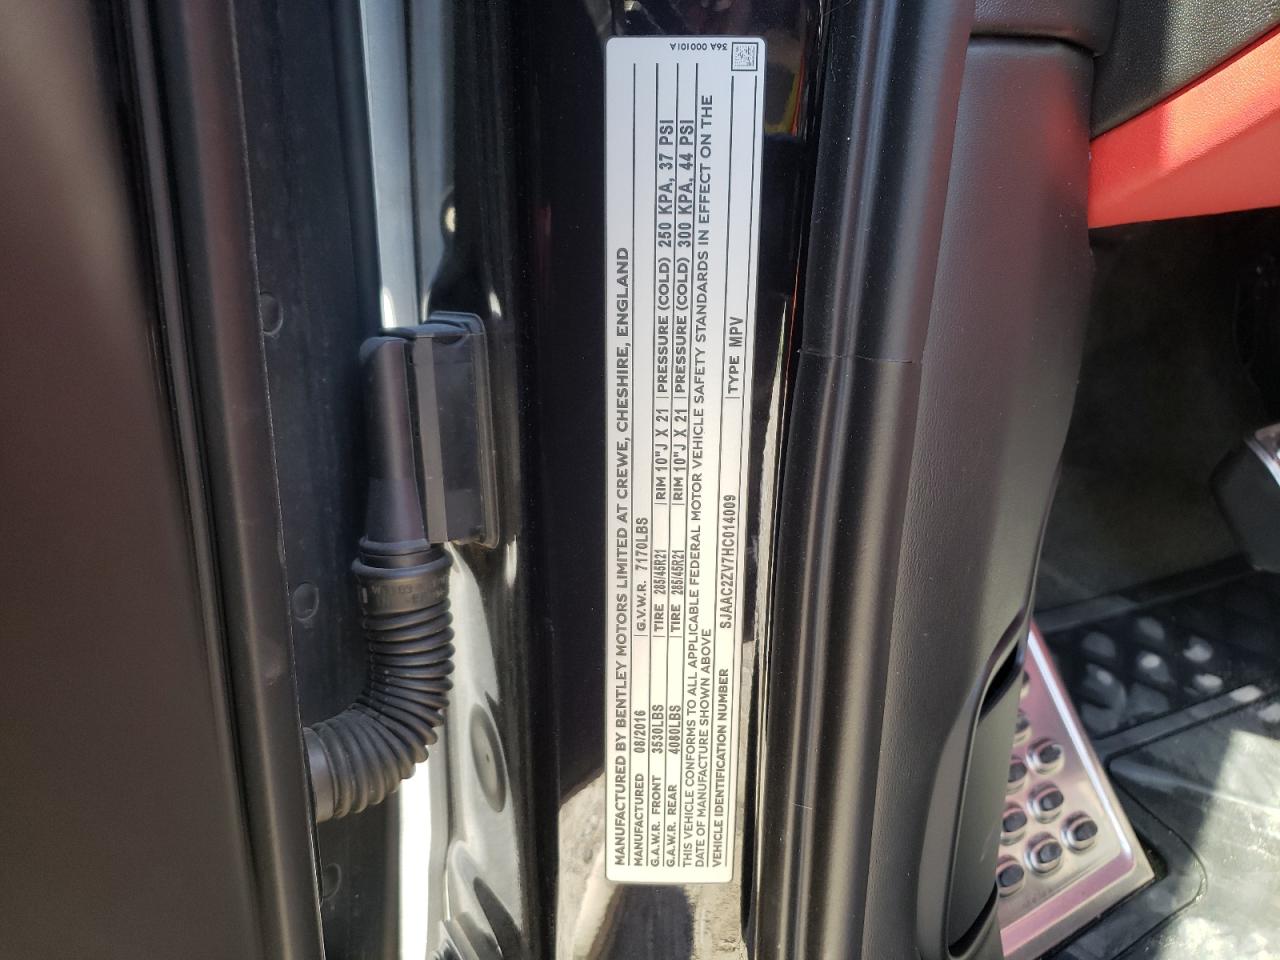 36A 000101A
MANUFACTURED BY BENTLEY MOTORS LIMITED AT CREWE, CHESHIRE, ENGLAND
MANUFACTURED 08/2016 G.V.W.R. 7170LBS
G.A.W.R. FRONT 3530LBS TIRE 285/45R21 RIM 10"J X 21 PRESSURE (COLD) 250 KPA, 37 PSI
G.A.W.R. REAR 4080LBS TIRE 285/45R21 RIM 10"J X 21 PRESSURE (COLD) 300 KPA, 44 PSI
THIS VEHICLE CONFORMS TO ALL APPLICABLE FEDERAL MOTOR VEHICLE SAFETY STANDARDS IN EFFECT ON THE
DATE OF MANUFACTURE SHOWN ABOVE
VEHICLE IDENTIFICATION NUMBER SJAAC2ZV7HC014009 TYPE MPV